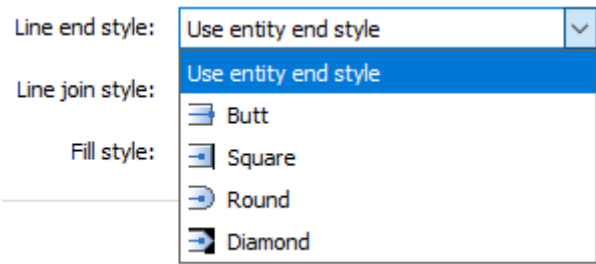 Line end style: Use entity end style
Use entity end style
Line join style:
Butt
Fill style: Square
Round
Diamond